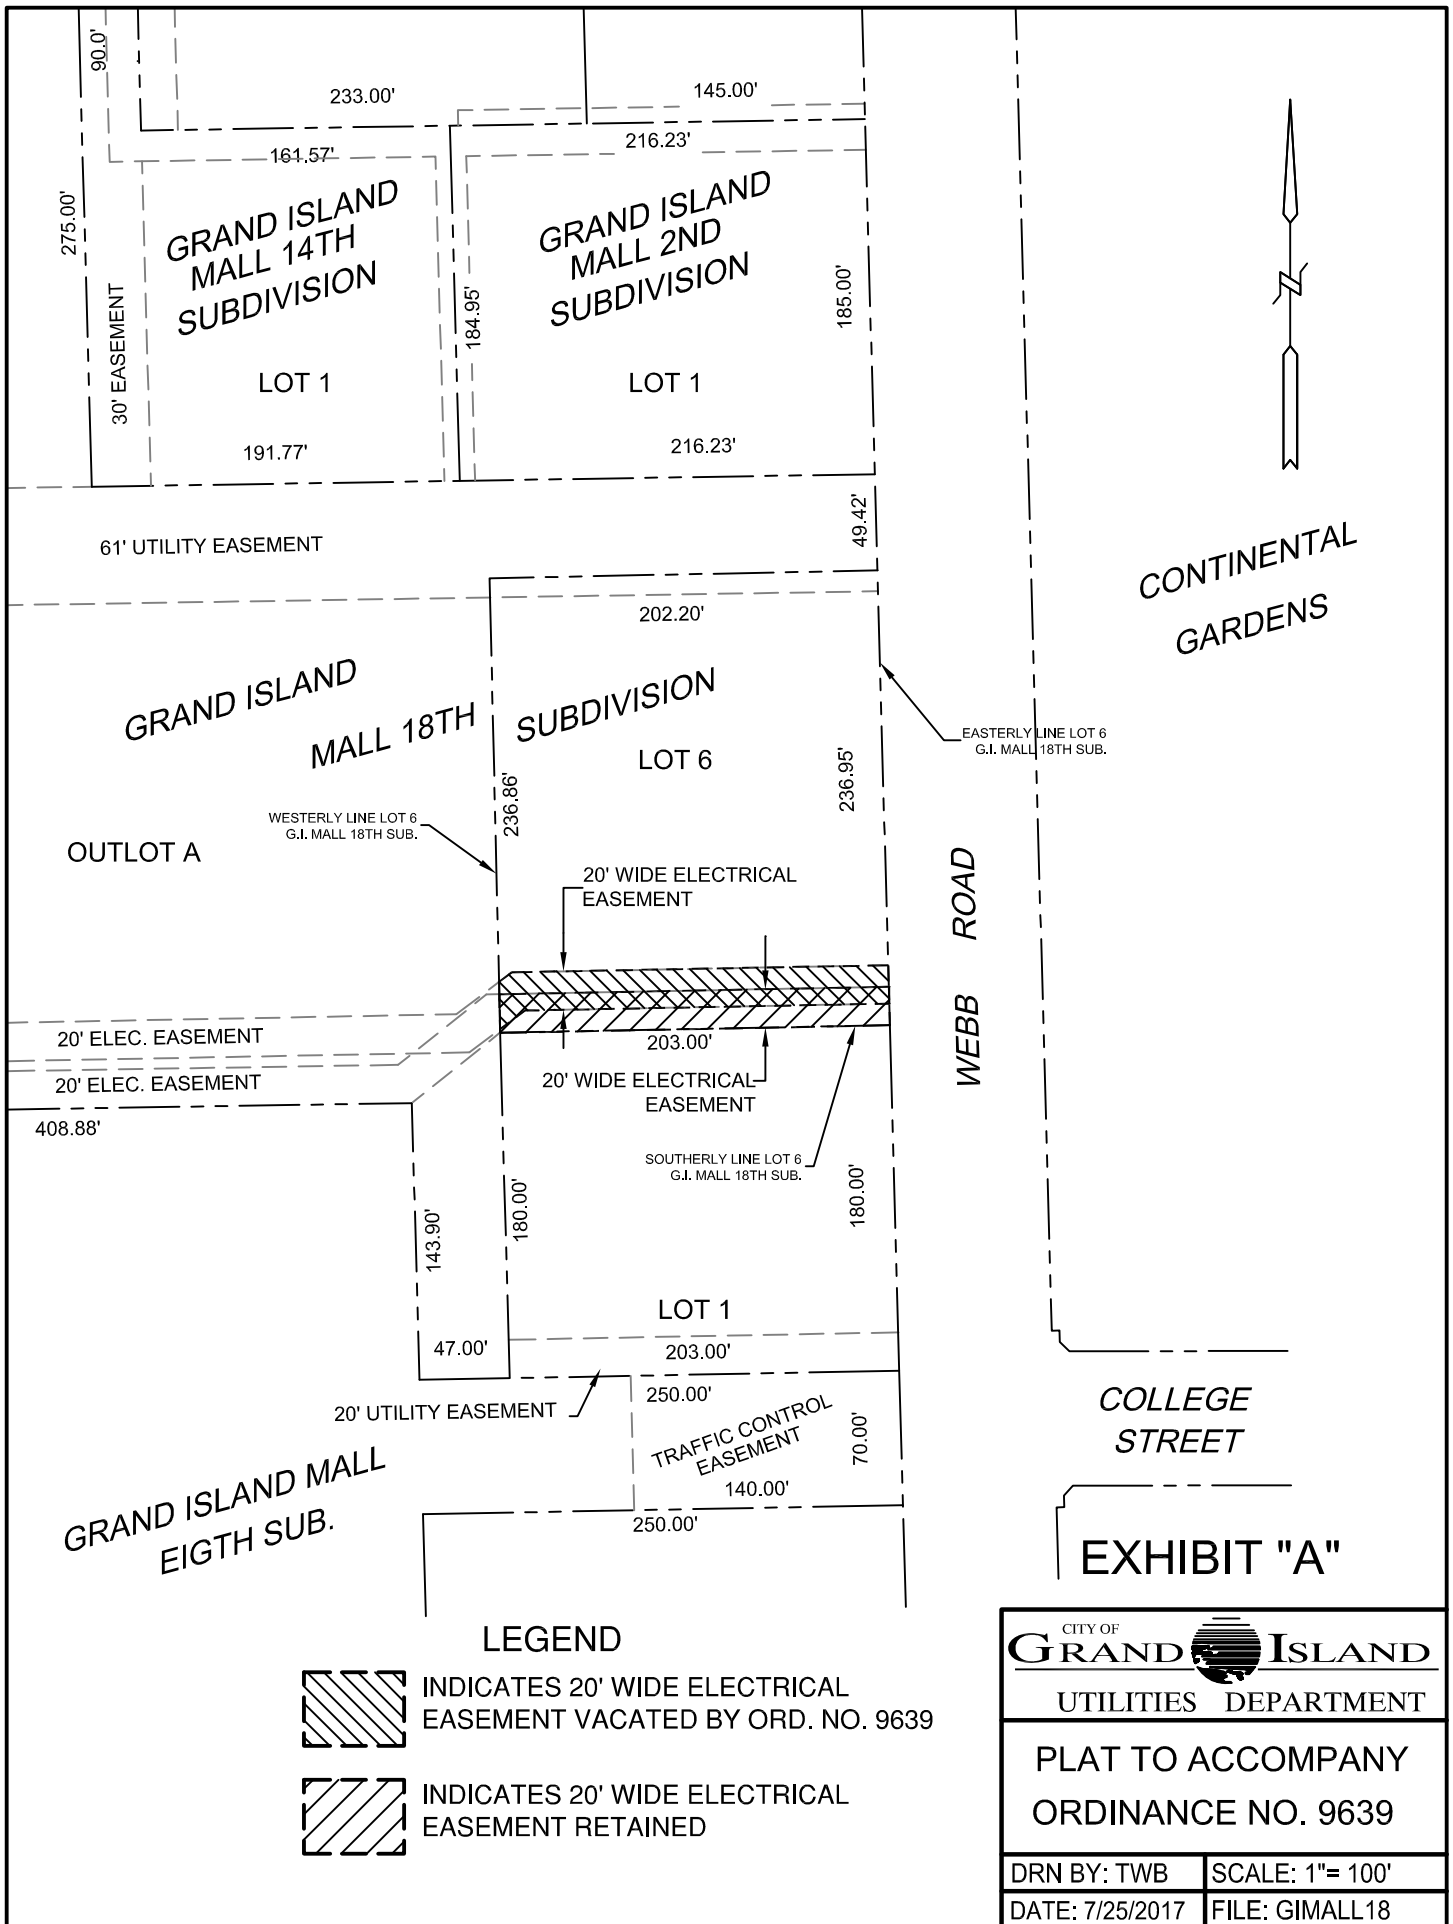 90.0'
233.00'
145.00'
161.57'
216.23'
275.00'
GRAND ISLAND
MALL 14TH
SUBDIVISION
GRAND ISLAND
MALL 2ND
SUBDIVISION
184.95'
185.00'
30' EASEMENT
LOT 1
LOT 1
191.77'
216.23'
49.42'
61' UTILITY EASEMENT
CONTINENTAL
GARDENS
202.20'
GRAND ISLAND
MALL 18TH
SUBDIVISION
EASTERLY LINE LOT 6
G.I. MALL 18TH SUB.
LOT 6
236.86'
236.95'
WESTERLY LINE LOT 6
G.I. MALL 18TH SUB.
OUTLOT A
20' WIDE ELECTRICAL
EASEMENT
WEBB ROAD
20' ELEC. EASEMENT
203.00'
20' ELEC. EASEMENT
20' WIDE ELECTRICAL
EASEMENT
408.88'
SOUTHERLY LINE LOT 6
G.I. MALL 18TH SUB.
143.90'
180.00'
180.00'
LOT 1
47.00'
203.00'
250.00'
20' UTILITY EASEMENT
TRAFFIC CONTROL
EASEMENT
70.00'
140.00'
250.00'
COLLEGE
STREET
GRAND ISLAND MALL
EIGTH SUB.
EXHIBIT "A"
LEGEND
INDICATES 20' WIDE ELECTRICAL
EASEMENT VACATED BY ORD. NO. 9639
INDICATES 20' WIDE ELECTRICAL
EASEMENT RETAINED
CITY OF
GRAND ISLAND
UTILITIES DEPARTMENT
PLAT TO ACCOMPANY
ORDINANCE NO. 9639
DRN BY: TWB
SCALE: 1"= 100'
DATE: 7/25/2017
FILE: GIMALL18